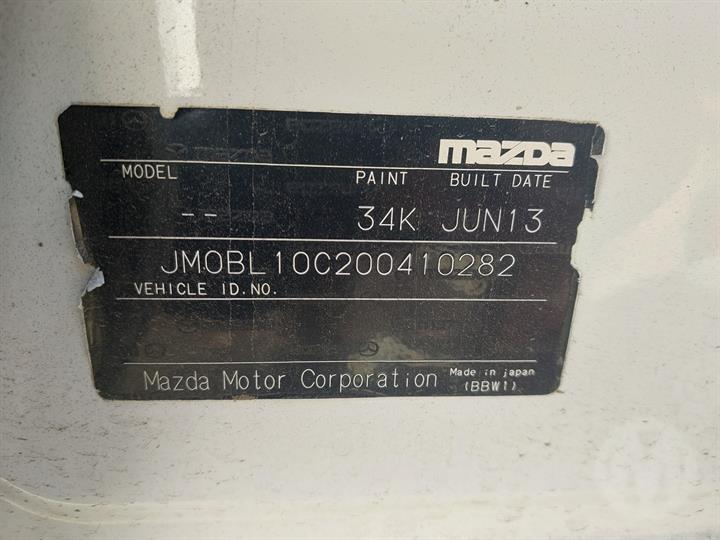 mazda
MODEL PAINT BUILT DATE
-- 34K JUN13
JM0BL10C200410282
VEHICLE ID.NO.
Mazda Motor Corporation Made in japan
(BBW1)